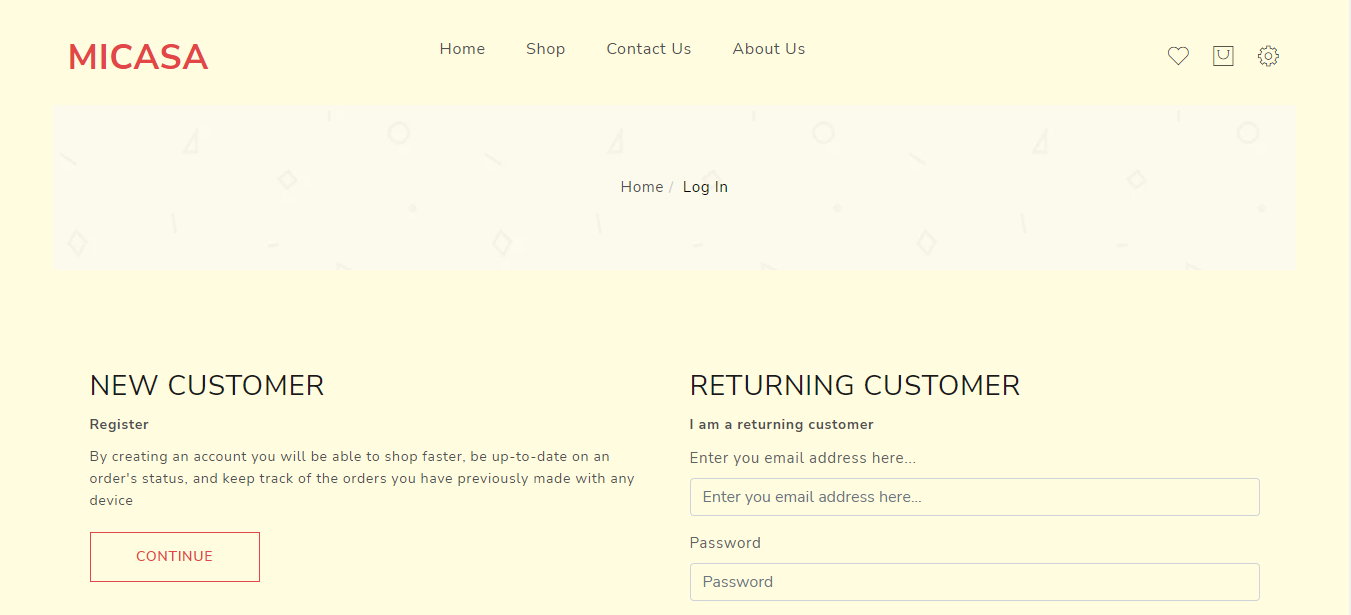 MICASA
Home Shop Contact Us About Us
Home / Log In
NEW CUSTOMER
Register
By creating an account you will be able to shop faster, be up-to-date on an
order's status, and keep track of the orders you have previously made with any
device
CONTINUE
RETURNING CUSTOMER
I am a returning customer
Enter you email address here...
Enter you email address here...
Password
Password